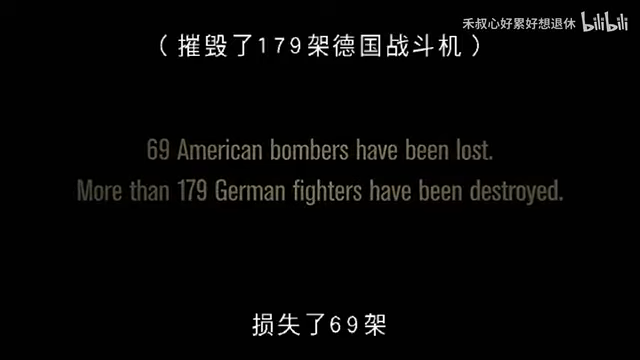 禾叔心好累好想退休 bilibili
（摧毁了179架德国战斗机）
69 American bombers have been lost.
More than 179 German fighters have been destroyed.
损失了69架